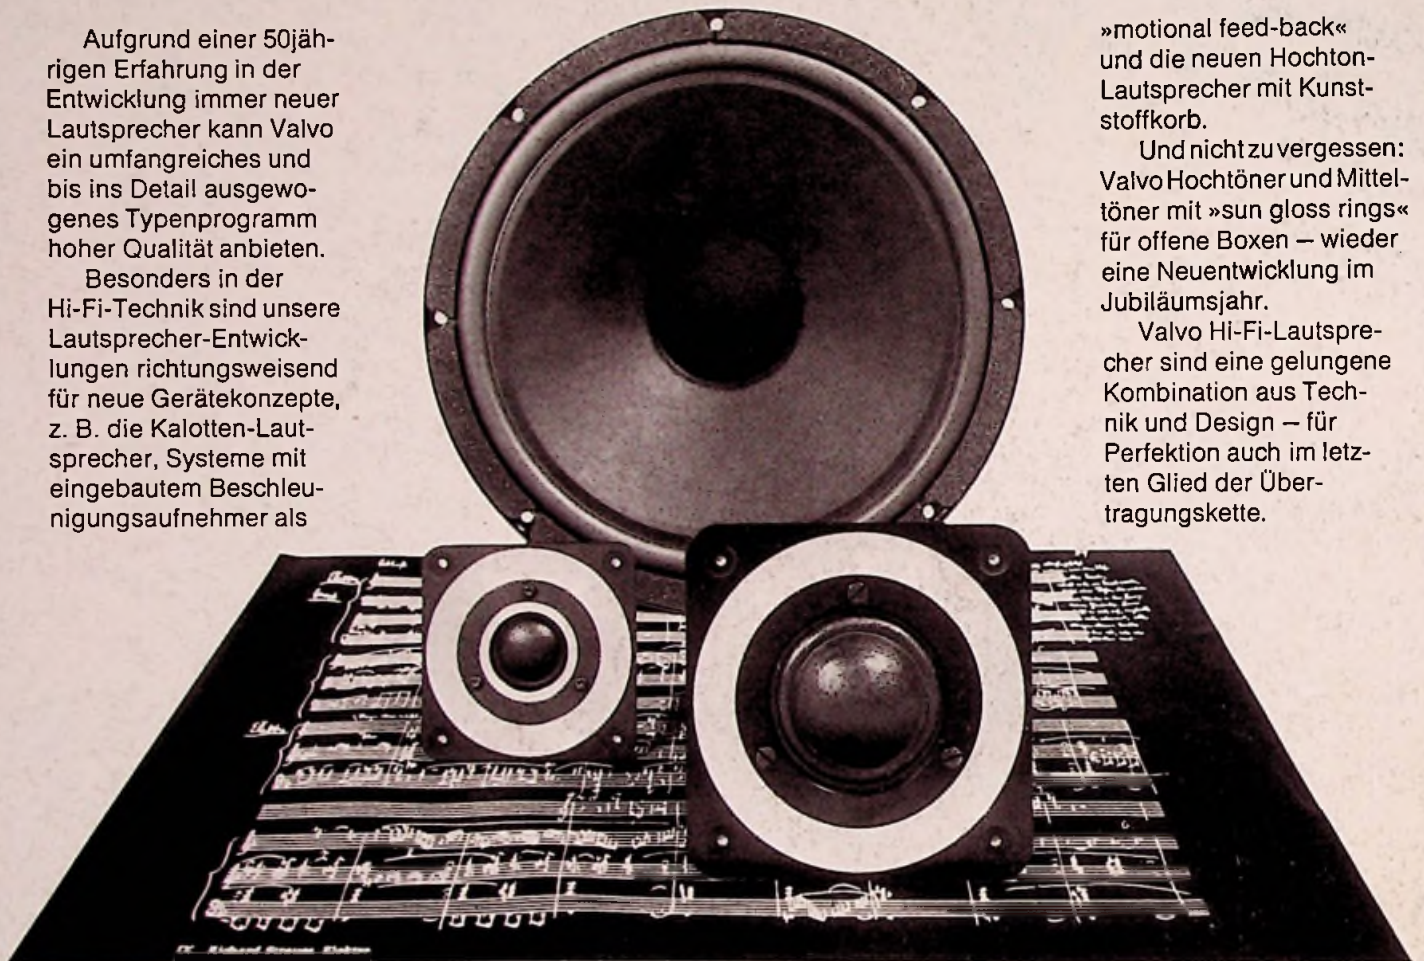 Aufgrund einer 50jäh-
rigen Erfahrung in der
Entwicklung immer neuer
Lautsprecher kann Valvo
ein umfangreiches und
bis ins Detail ausgewo-
genes Typenprogramm
hoher Qualität anbieten.
Besonders in der
Hi-Fi-Technik sind unsere
Lautsprecher-Entwick-
lungen richtungsweisend
für neue Gerätekonzepte,
z. B. die Kalotten-Laut-
sprecher, Systeme mit
eingebautem Beschleu-
nigungsaufnehmer als
»motional feed-back«
und die neuen Hochton-
Lautsprecher mit Kunst-
stoffkorb.
Und nicht zu vergessen:
Valvo Hochtöner und Mittel-
töner mit »sun gloss rings«
für offene Boxen – wieder
eine Neuentwicklung im
Jubiläumsjahr.
Valvo Hi-Fi-Lautspre-
cher sind eine gelungene
Kombination aus Tech-
nik und Design – für
Perfektion auch im letz-
ten Glied der Über-
tragungskette.
IV Richard Strauss Elektra